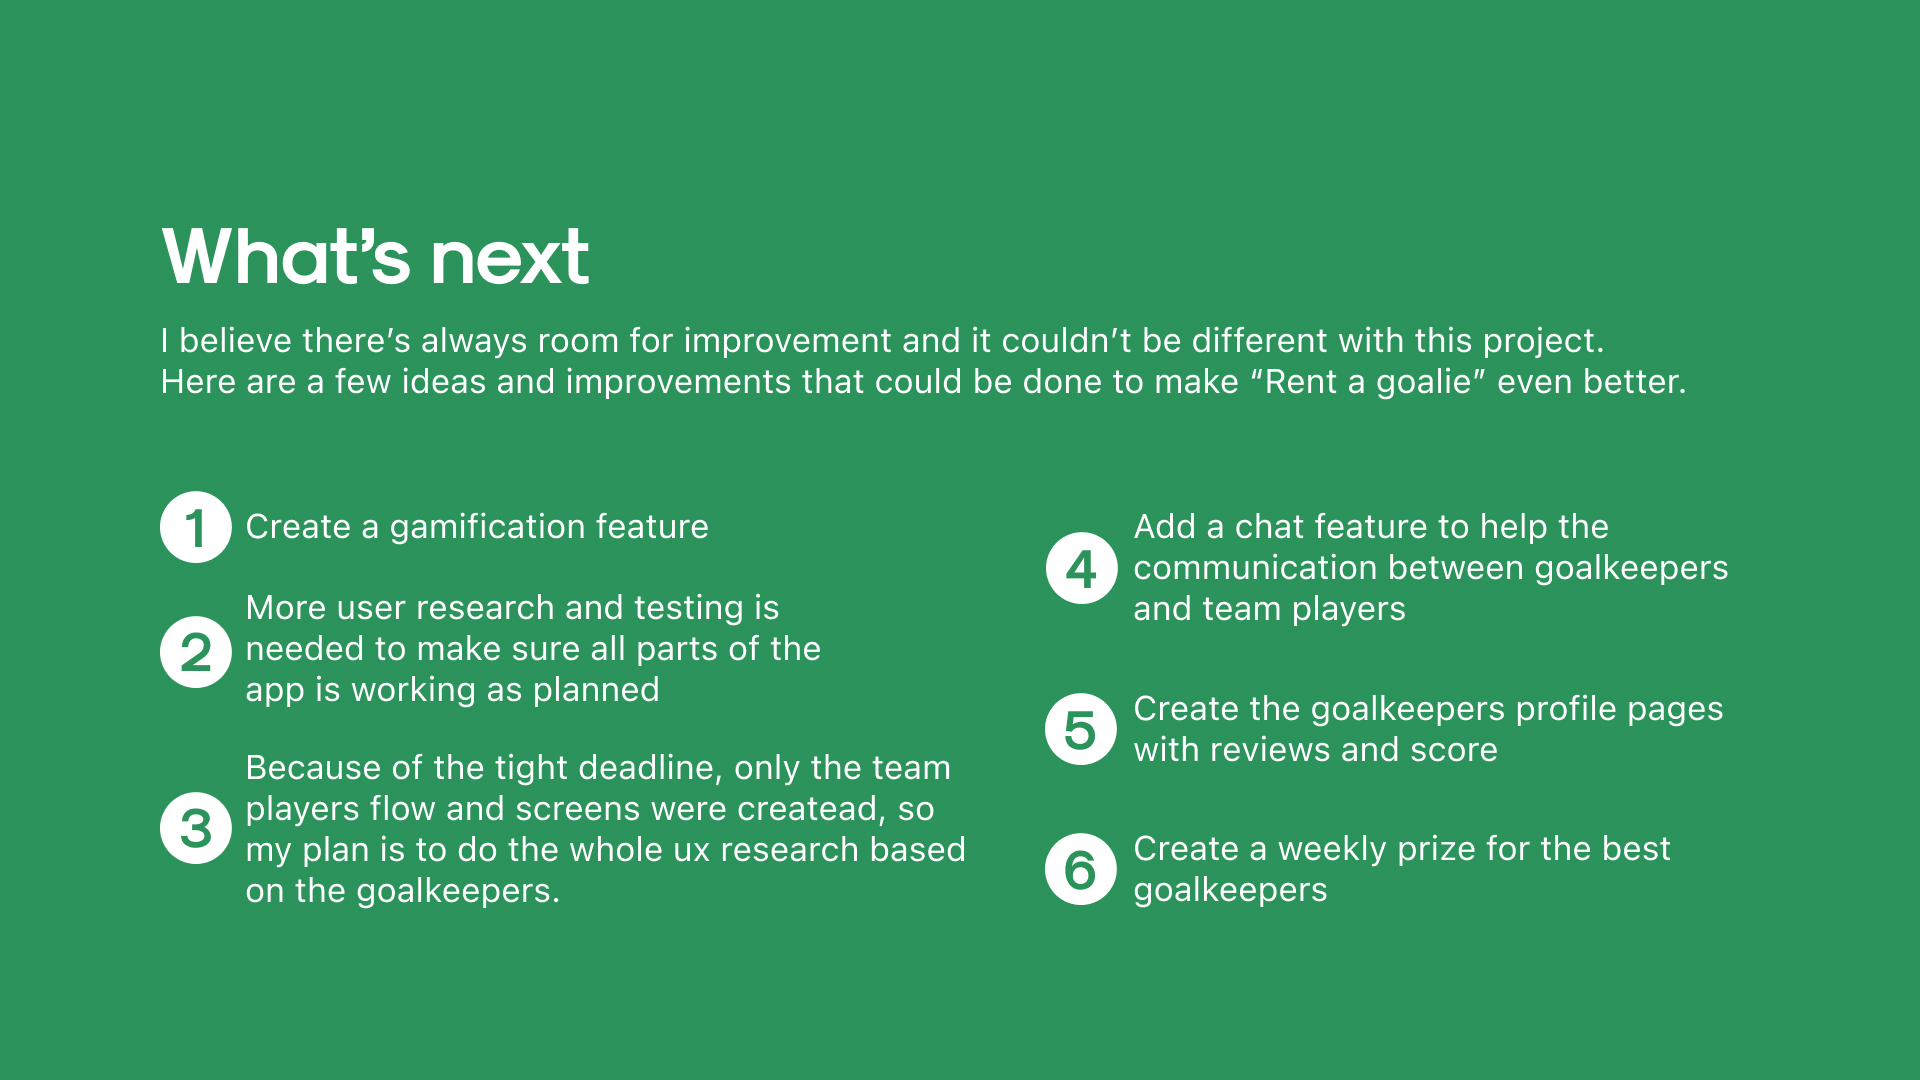 What’s next
I believe there’s always room for improvement and it couldn’t be different with this project.
Here are a few ideas and improvements that could be done to make “Rent a goalie” even better.
1
Create a gamification feature
2
More user research and testing is
needed to make sure all parts of the
app is working as planned
3
Because of the tight deadline, only the team
players flow and screens were createad, so
my plan is to do the whole ux research based
on the goalkeepers.
4
Add a chat feature to help the
communication between goalkeepers
and team players
5
Create the goalkeepers profile pages
with reviews and score
6
Create a weekly prize for the best
goalkeepers